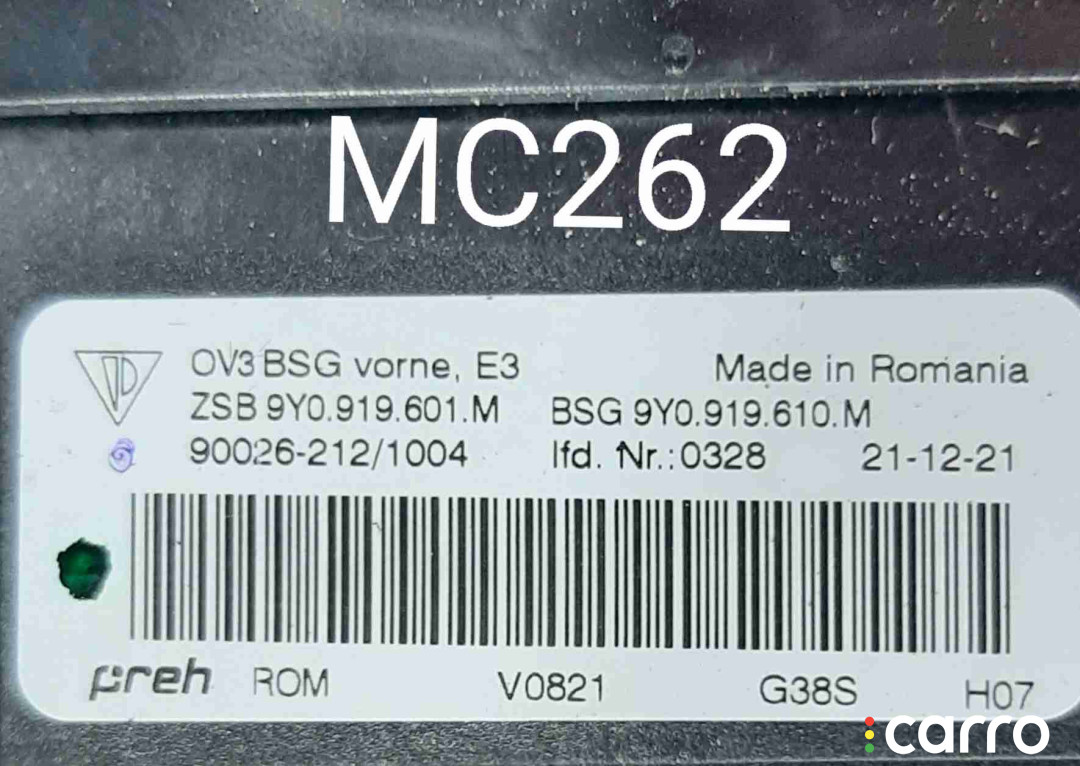 MC262
OV3 BSG vorne, E3 Made in Romania
ZSB 9Y0.919.601.M BSG 9Y0.919.610.M
90026-212/1004 lfd. Nr.:0328 21-12-21
preh ROM V0821 G38S H07
carro